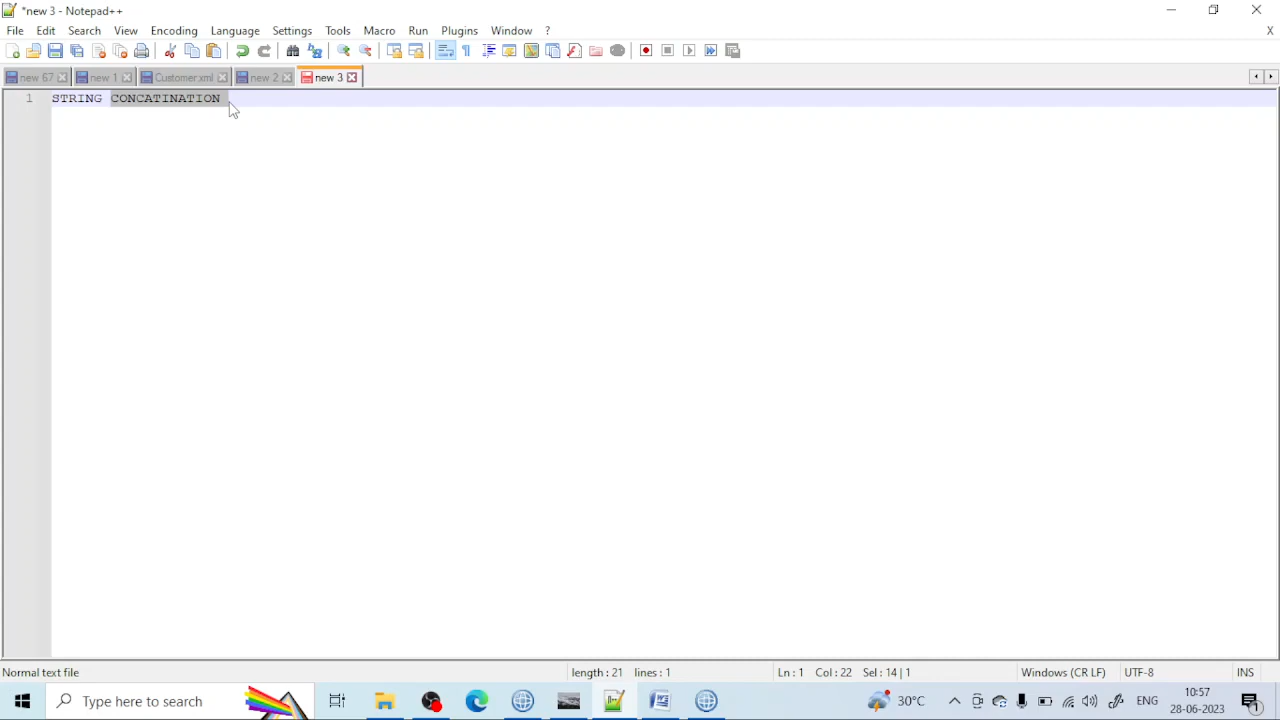 *new 3 - Notepad++
File Edit Search View Encoding Language Settings Tools Macro Run Plugins Window ? X
new 67 new 1 Customer.xml new 2 new 3
1 STRING CONCATINATION
Normal text file length : 21 lines : 1 Ln : 1 Col : 22 Sel : 14 | 1 Windows (CR LF) UTF-8 INS
Type here to search 30°C ENG 10:57
28-06-2023 1